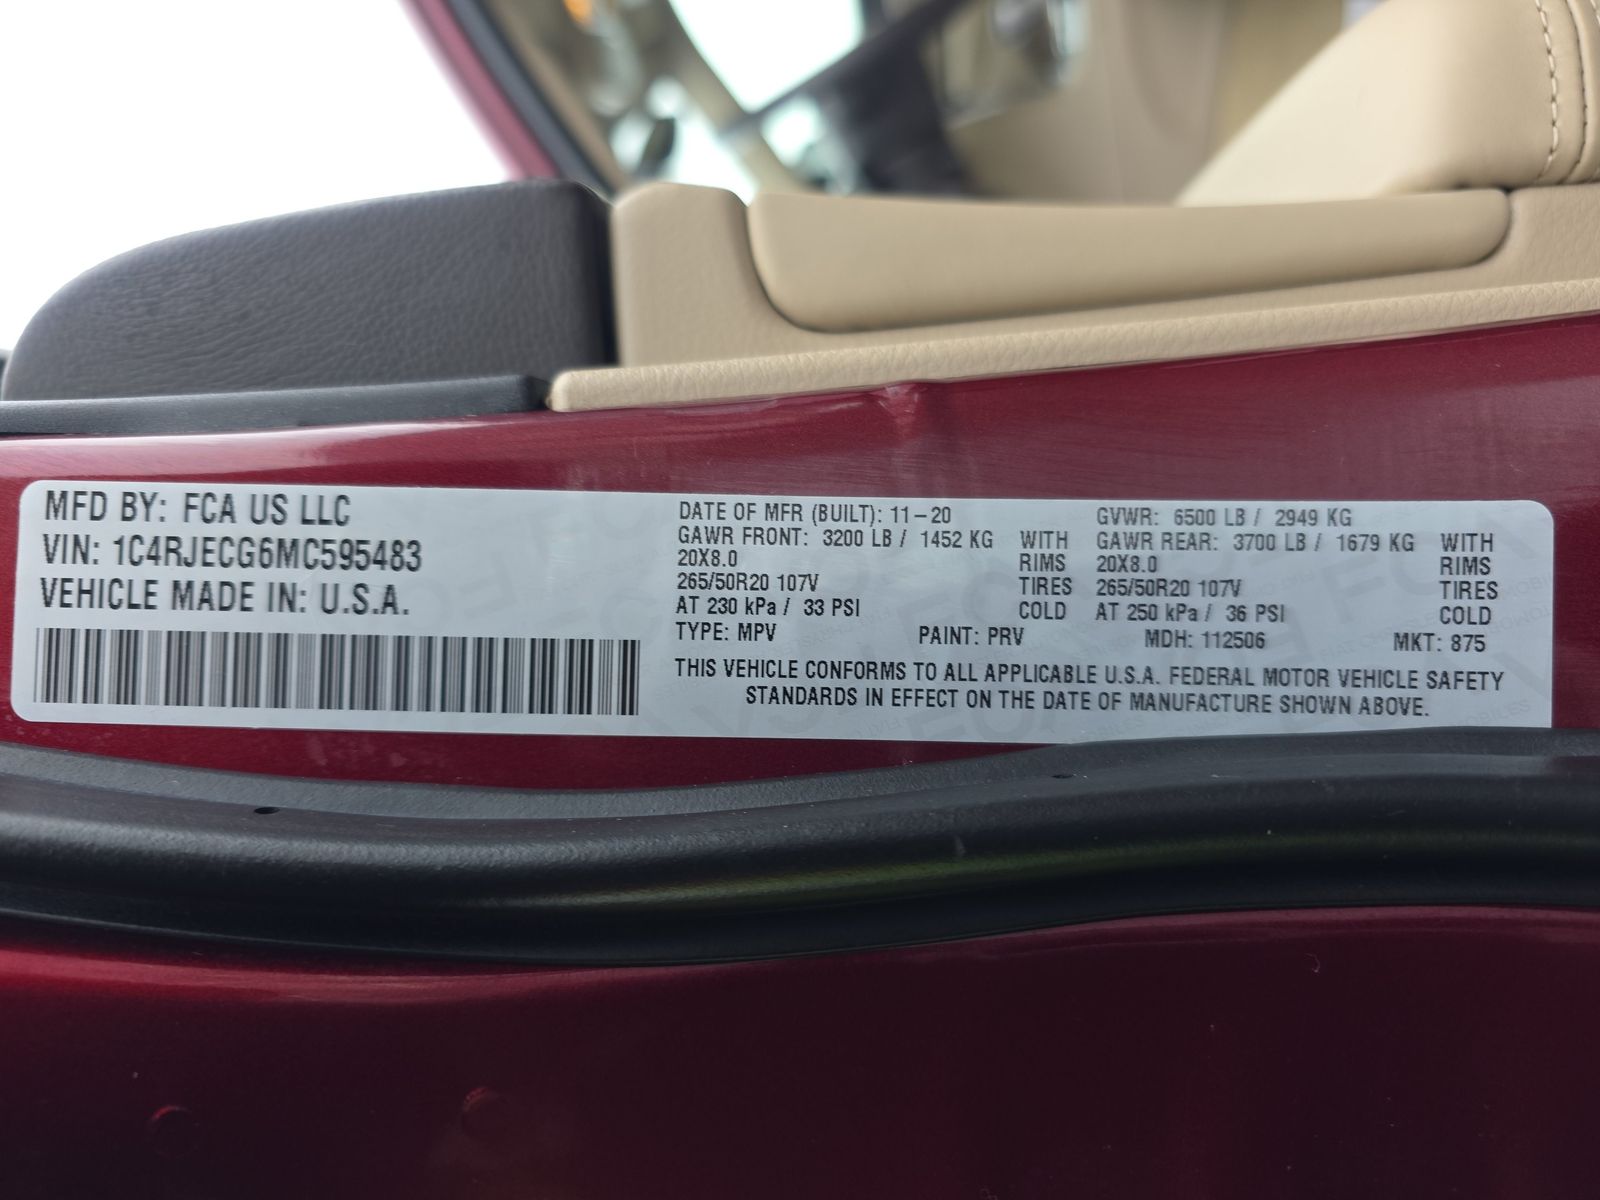 MFD BY: FCA US LLC
VIN: 1C4RJECG6MC595483
VEHICLE MADE IN: U.S.A.
DATE OF MFR (BUILT): 11-20
GAWR FRONT: 3200 LB / 1452 KG WITH
20X8.0 RIMS
265/50R20 107V TIRES
AT 230 kPa / 33 PSI COLD
GVWR: 6500 LB / 2949 KG
GAWR REAR: 3700 LB / 1679 KG WITH
20X8.0 RIMS
265/50R20 107V TIRES
AT 250 kPa / 36 PSI COLD
TYPE: MPV PAINT: PRV MDH: 112506 MKT: 875
THIS VEHICLE CONFORMS TO ALL APPLICABLE U.S.A. FEDERAL MOTOR VEHICLE SAFETY
STANDARDS IN EFFECT ON THE DATE OF MANUFACTURE SHOWN ABOVE.